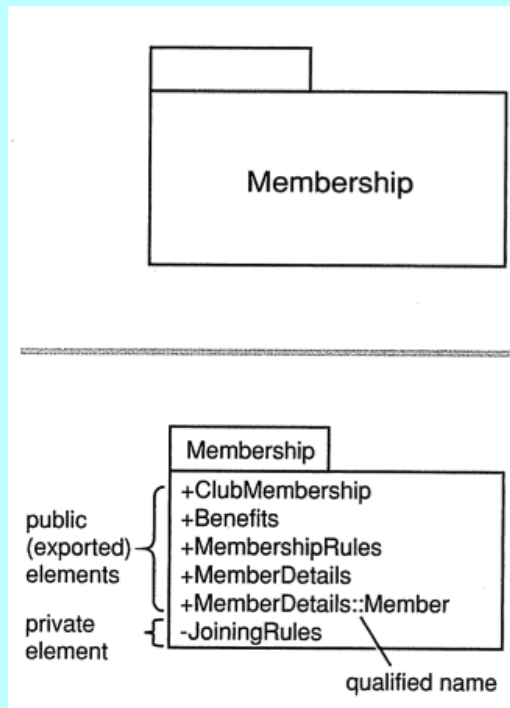 Membership
Membership
+ClubMembership
+Benefits
+MembershipRules
+MemberDetails
+MemberDetails::Member
-JoiningRules
public
(exported)
elements
private
element
qualified name